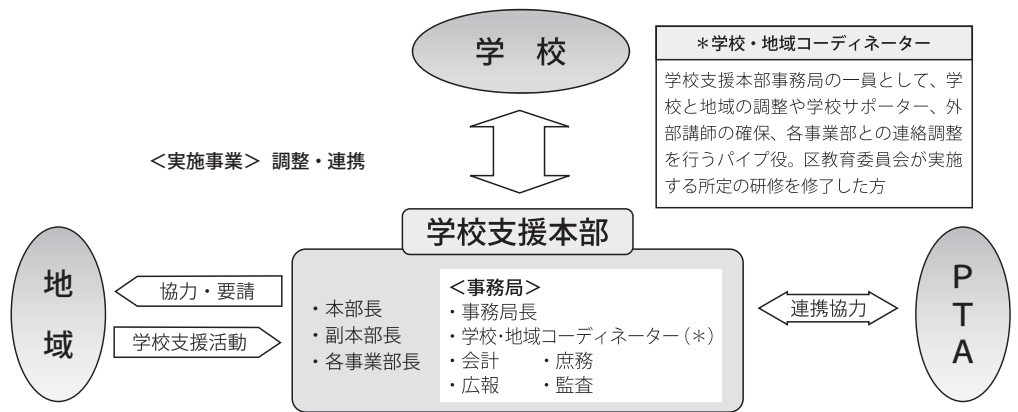 学　校
＊学校・地域コーディネーター
学校支援本部事務局の一員として、学
校と地域の調整や学校サポーター、外
部講師の確保、各事業部との連絡調整
を行うパイプ役。区教育委員会が実施
する所定の研修を修了した方
＜実施事業＞ 調整・連携
学校支援本部
地
域
協力・要請
学校支援活動
・本部長
・副本部長
・各事業部長
＜事務局＞
・事務局長
・学校・地域コーディネーター（＊）
・会計　　・庶務
・広報　　・監査
連携協力
P
T
A